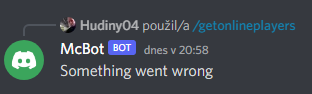 Hudiny04 použil/a /getonlineplayers
McBot BOT dnes v 20:58
Something went wrong